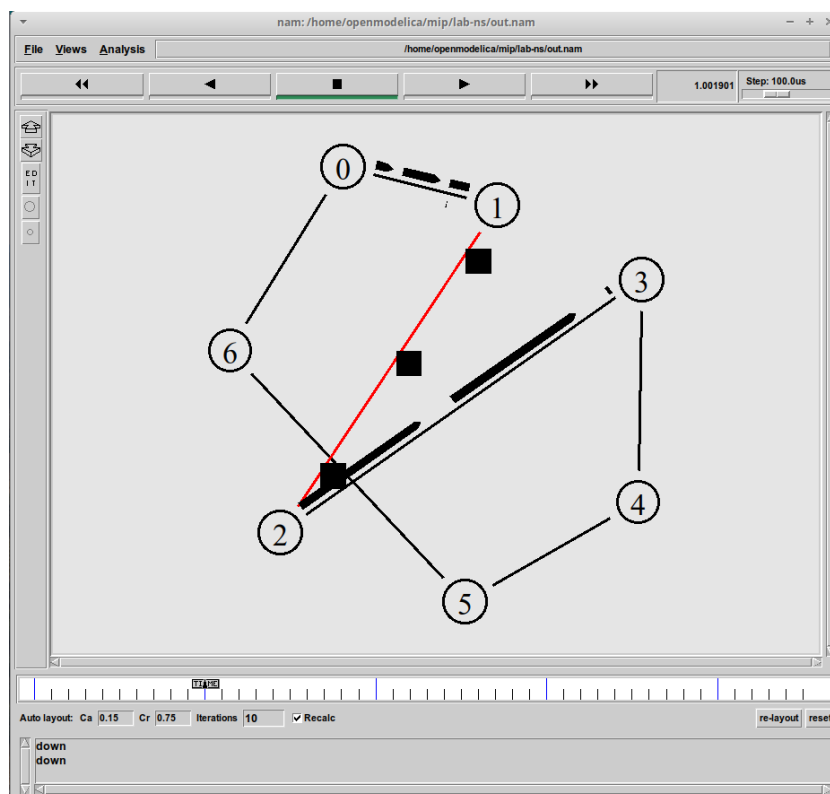 nam: /home/openmodelica/mip/lab-ns/out.nam
File Views Analysis /home/openmodelica/mip/lab-ns/out.nam
1.001901 Step: 100.0us
E D
I T
0
1
3
6
4
2
5
i
TIME
Auto layout: Ca 0.15 Cr 0.75 Iterations 10 Recalc re-layout reset
down
down